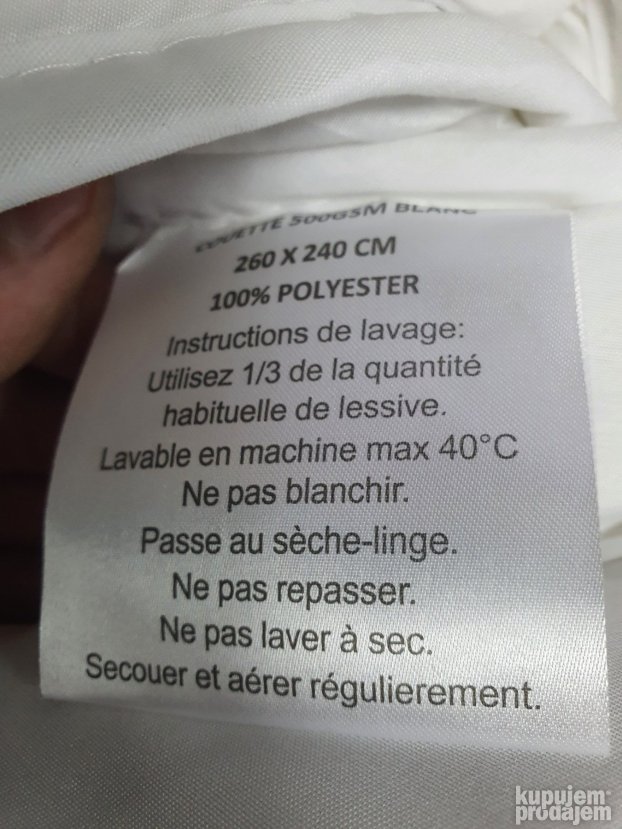 COUETTE 500GSM BLANC
260 X 240 CM
100% POLYESTER
Instructions de lavage:
Utilisez 1/3 de la quantité
habituelle de lessive.
Lavable en machine max 40°C
Ne pas blanchir.
Passe au sèche-linge.
Ne pas repasser.
Ne pas laver à sec.
Secouer et aérer régulierement.
kupujem
prodajem